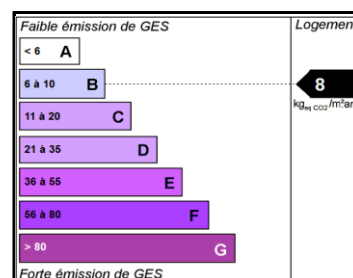 Faible émission de GES
Logemen
< 6 A
6 à 10 B
8
kgeq CO2/m².an
11 à 20 C
21 à 35 D
36 à 55 E
56 à 80 F
> 80 G
Forte émission de GES